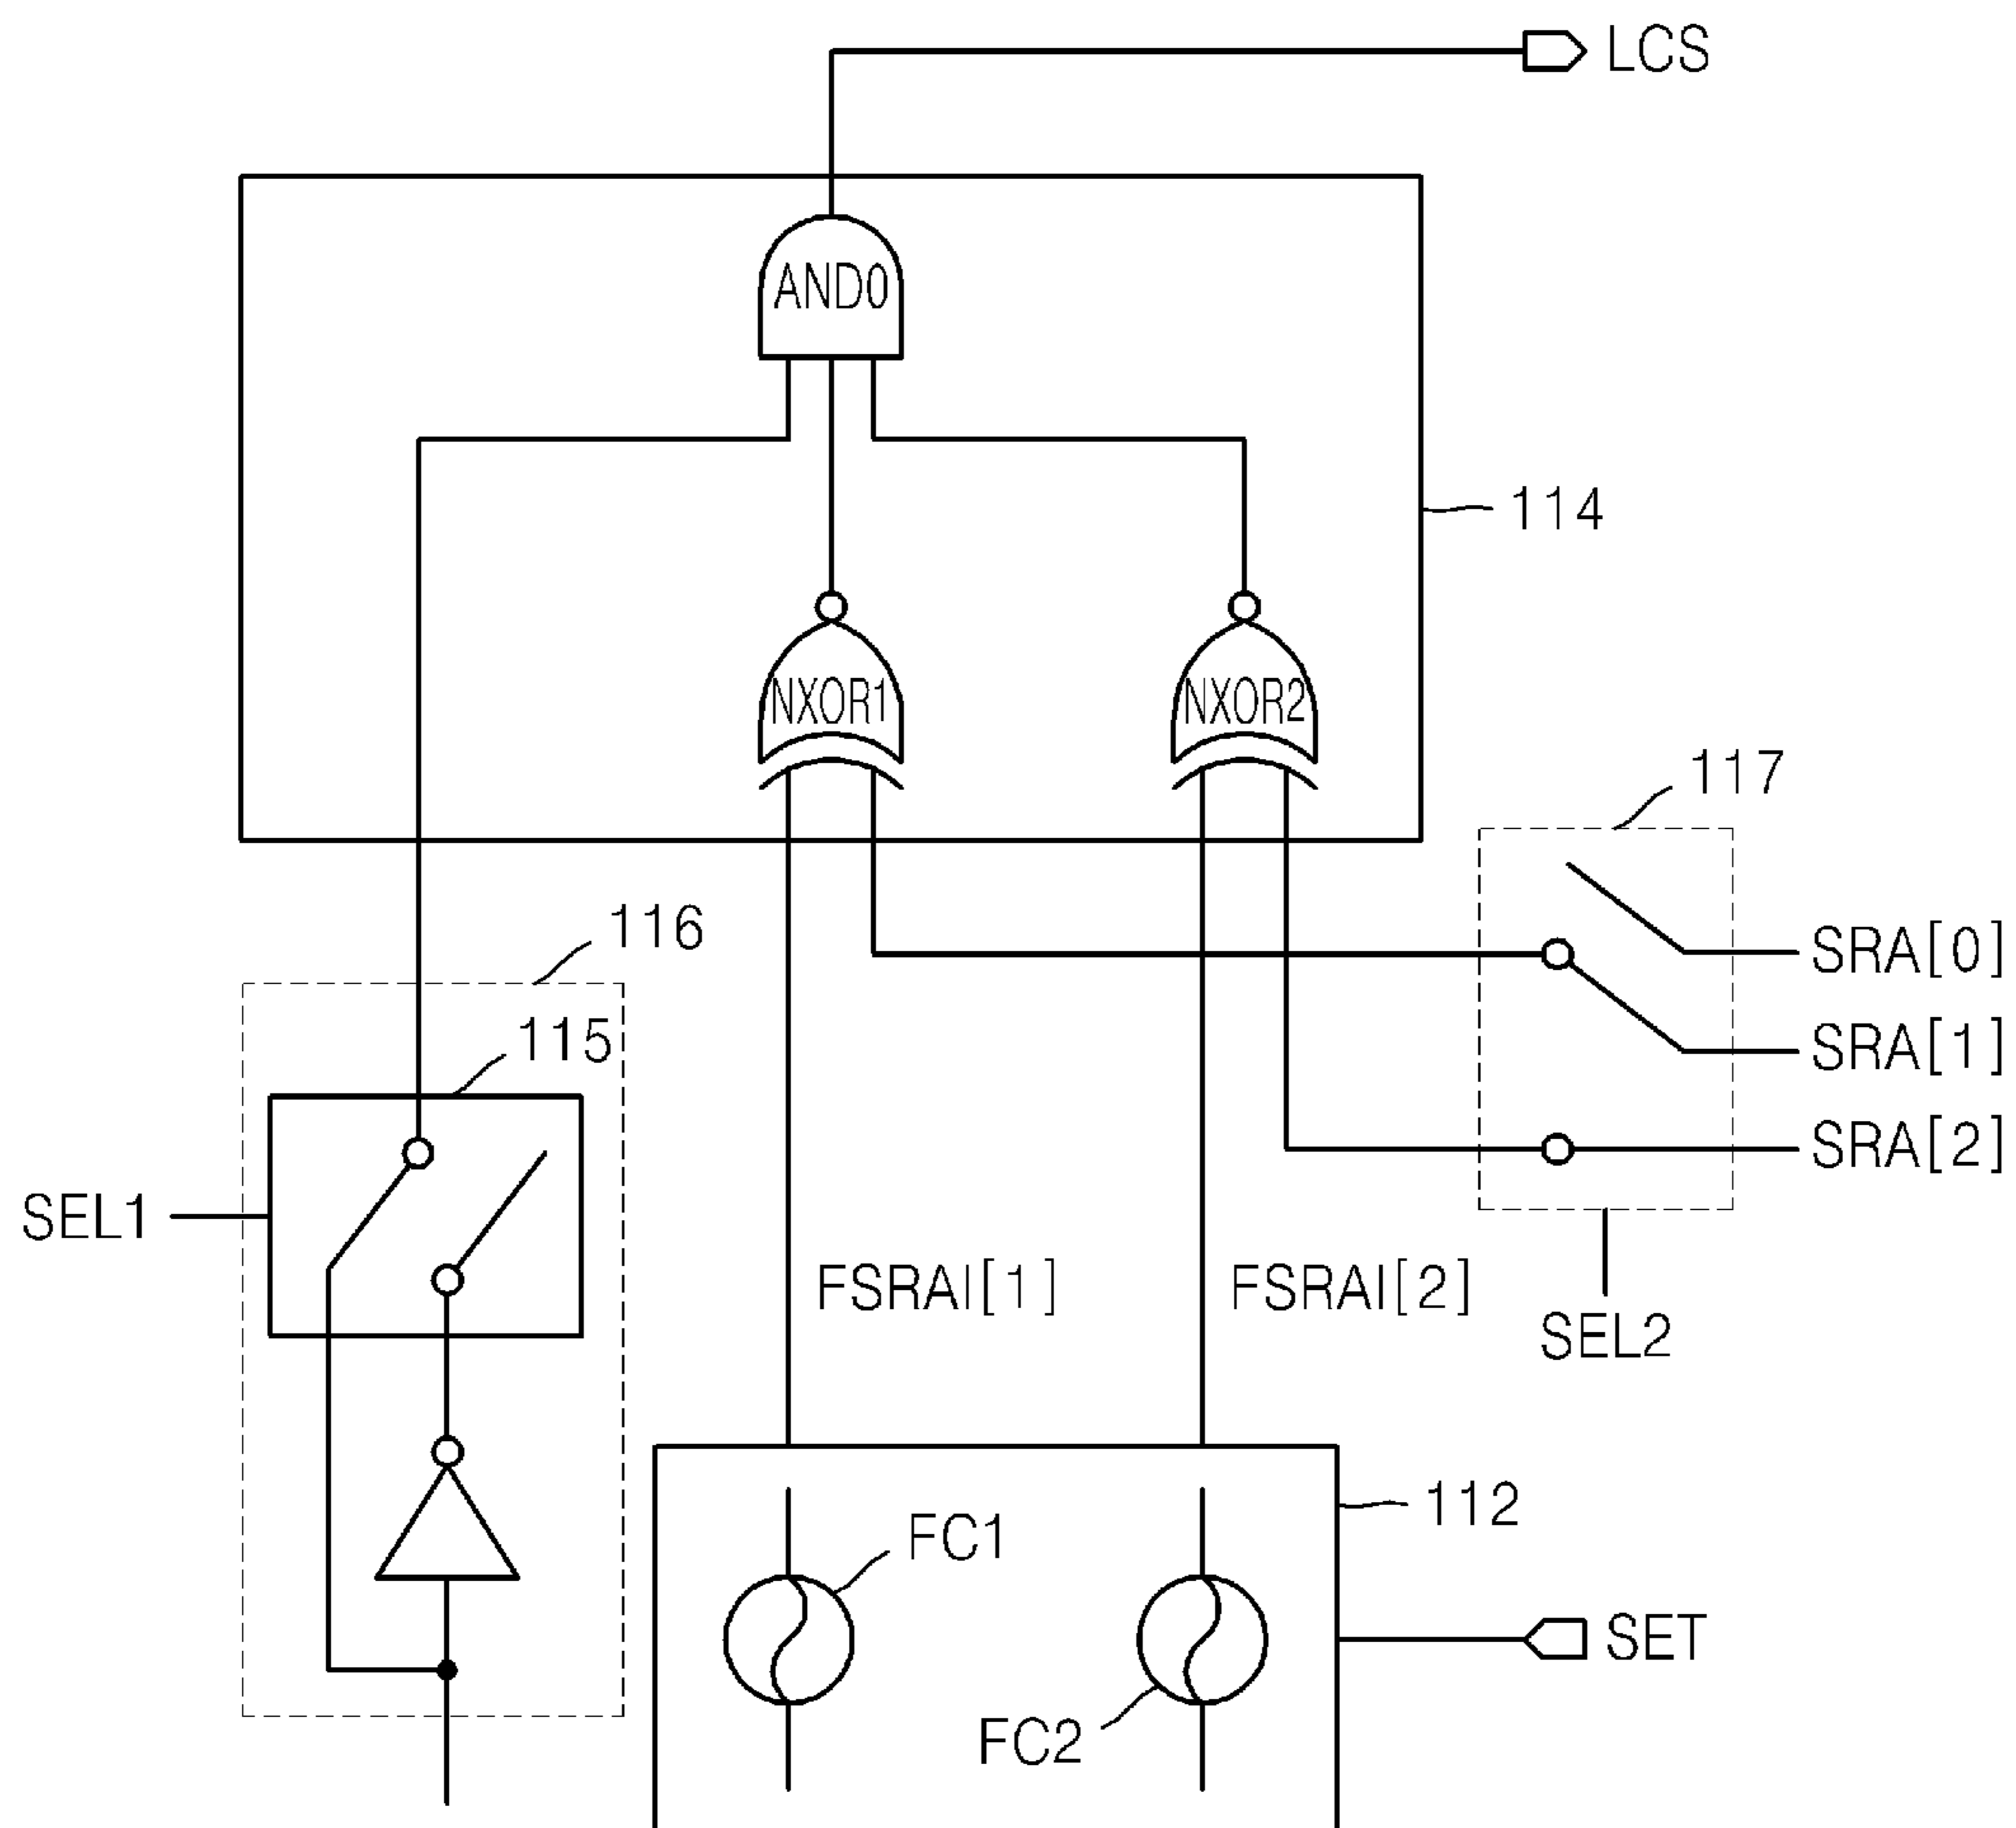 LCS
AND0
114
NXOR1
NXOR2
117
116
SRA[0]
115
SRA[1]
SRA[2]
SEL1
FSRAI[1]
FSRAI[2]
SEL2
112
FC1
SET
FC2